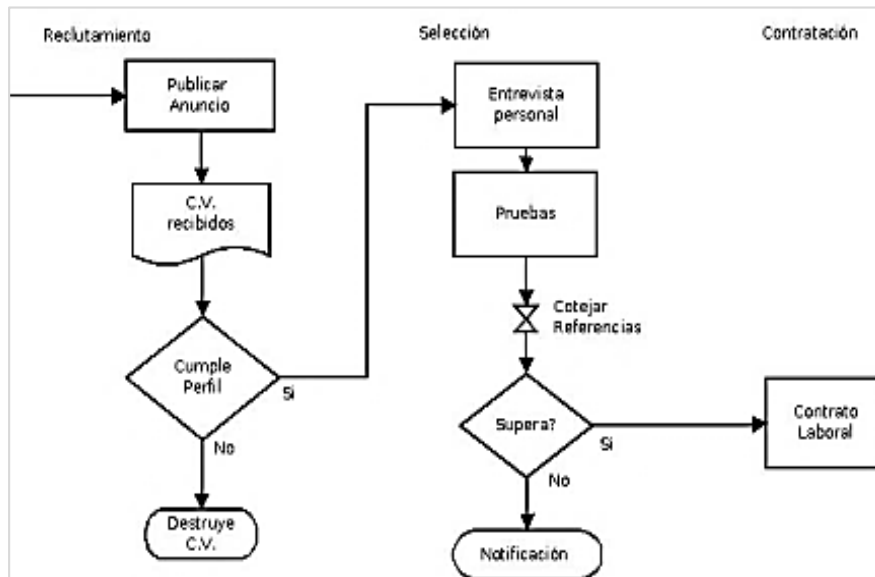 Reclutamiento
Selección
Contratación
Publicar
Anuncio
C.V.
recibidos
Cumple
Perfil
Si
No
Destruye
C.V.
Entrevista
personal
Pruebas
Cotejar
Referencias
Supera?
Si
No
Notificación
Contrato
Laboral